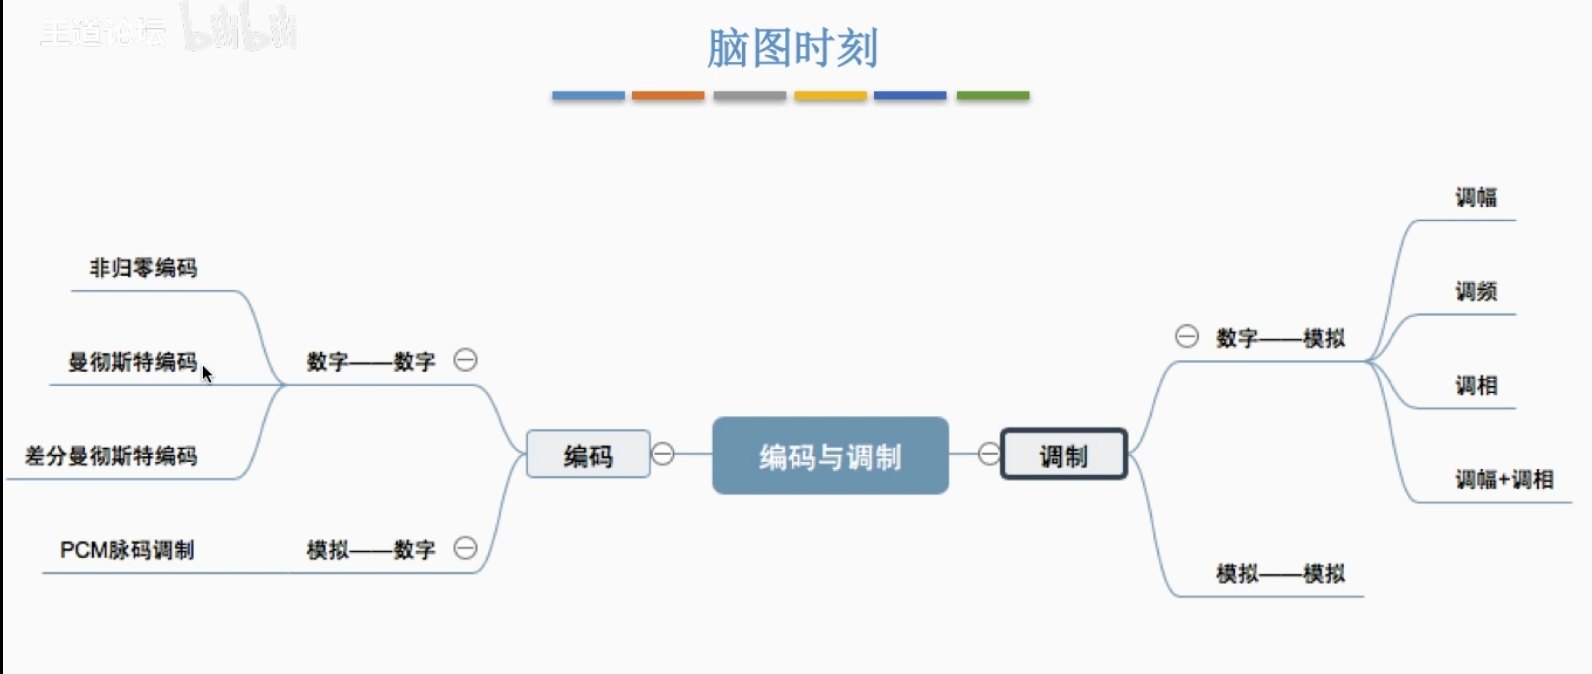 王道论坛 bilibili
脑图时刻
非归零编码
曼彻斯特编码
差分曼彻斯特编码
数字——数字
PCM脉码调制
模拟——数字
编码
编码与调制
调制
数字——模拟
调幅
调频
调相
调幅+调相
模拟——模拟